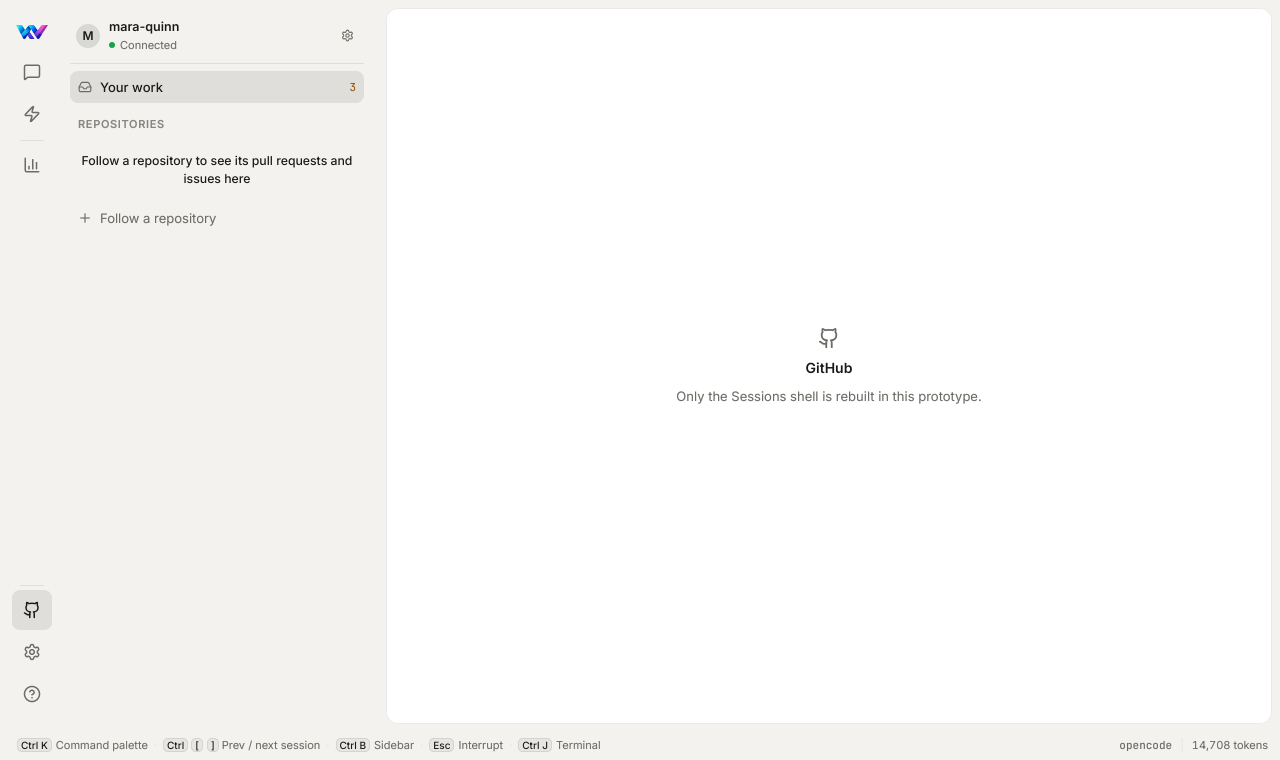 M
mara-quinn
Connected
Your work
3
REPOSITORIES
Follow a repository to see its pull requests and
issues here
Follow a repository
GitHub
Only the Sessions shell is rebuilt in this prototype.
Ctrl K Command palette Ctrl [ ] Prev / next session Ctrl B Sidebar Esc Interrupt Ctrl J Terminal
opencode 14,708 tokens